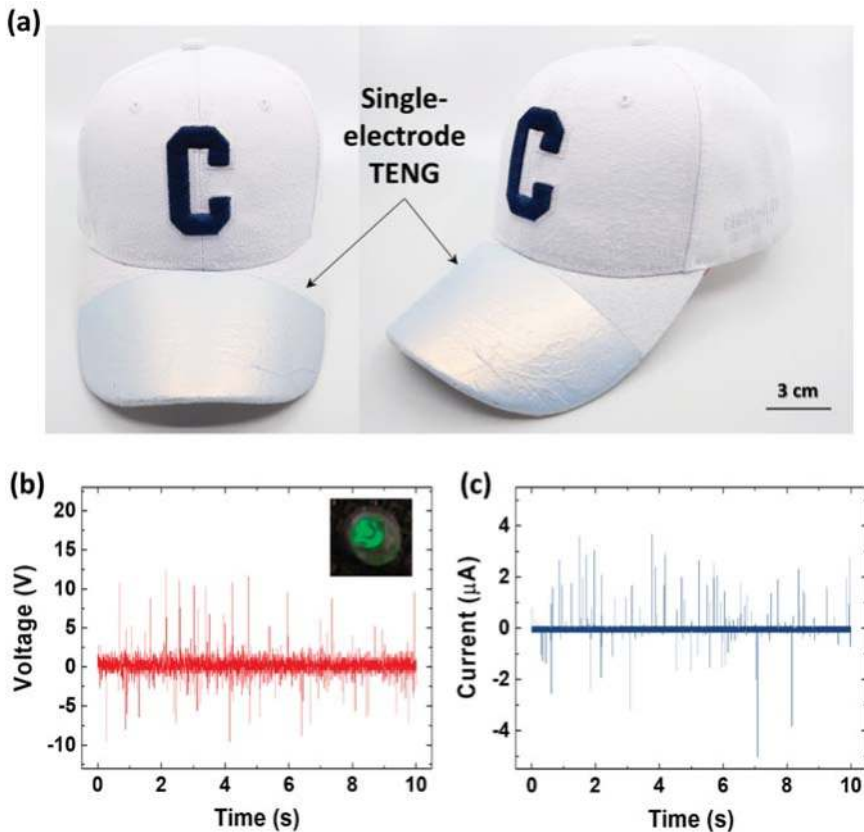 (a)
Single-
electrode
TENG
C
C
3 cm
(b)
Voltage (V)
20
15
10
5
0
-5
-10
0
2
4
6
8
10
Time (s)
(c)
Current (μA)
4
2
0
-2
-4
0
2
4
6
8
10
Time (s)